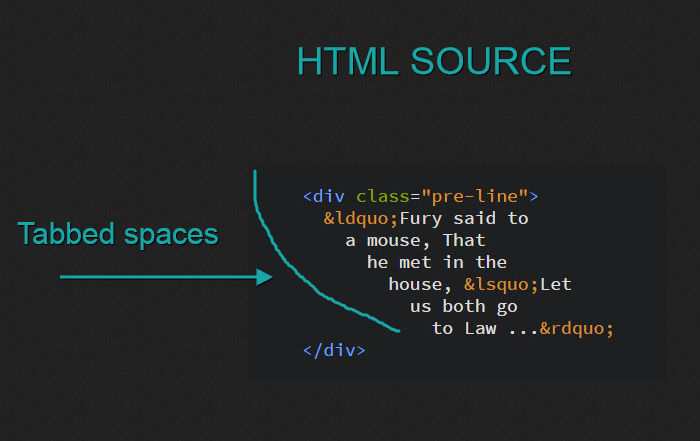 HTML SOURCE
Tabbed spaces
<div class="pre-line">
&ldquo;Fury said to
a mouse, That
he met in the
house, &lsquo;Let
us both go
to Law ...&rdquo;
</div>